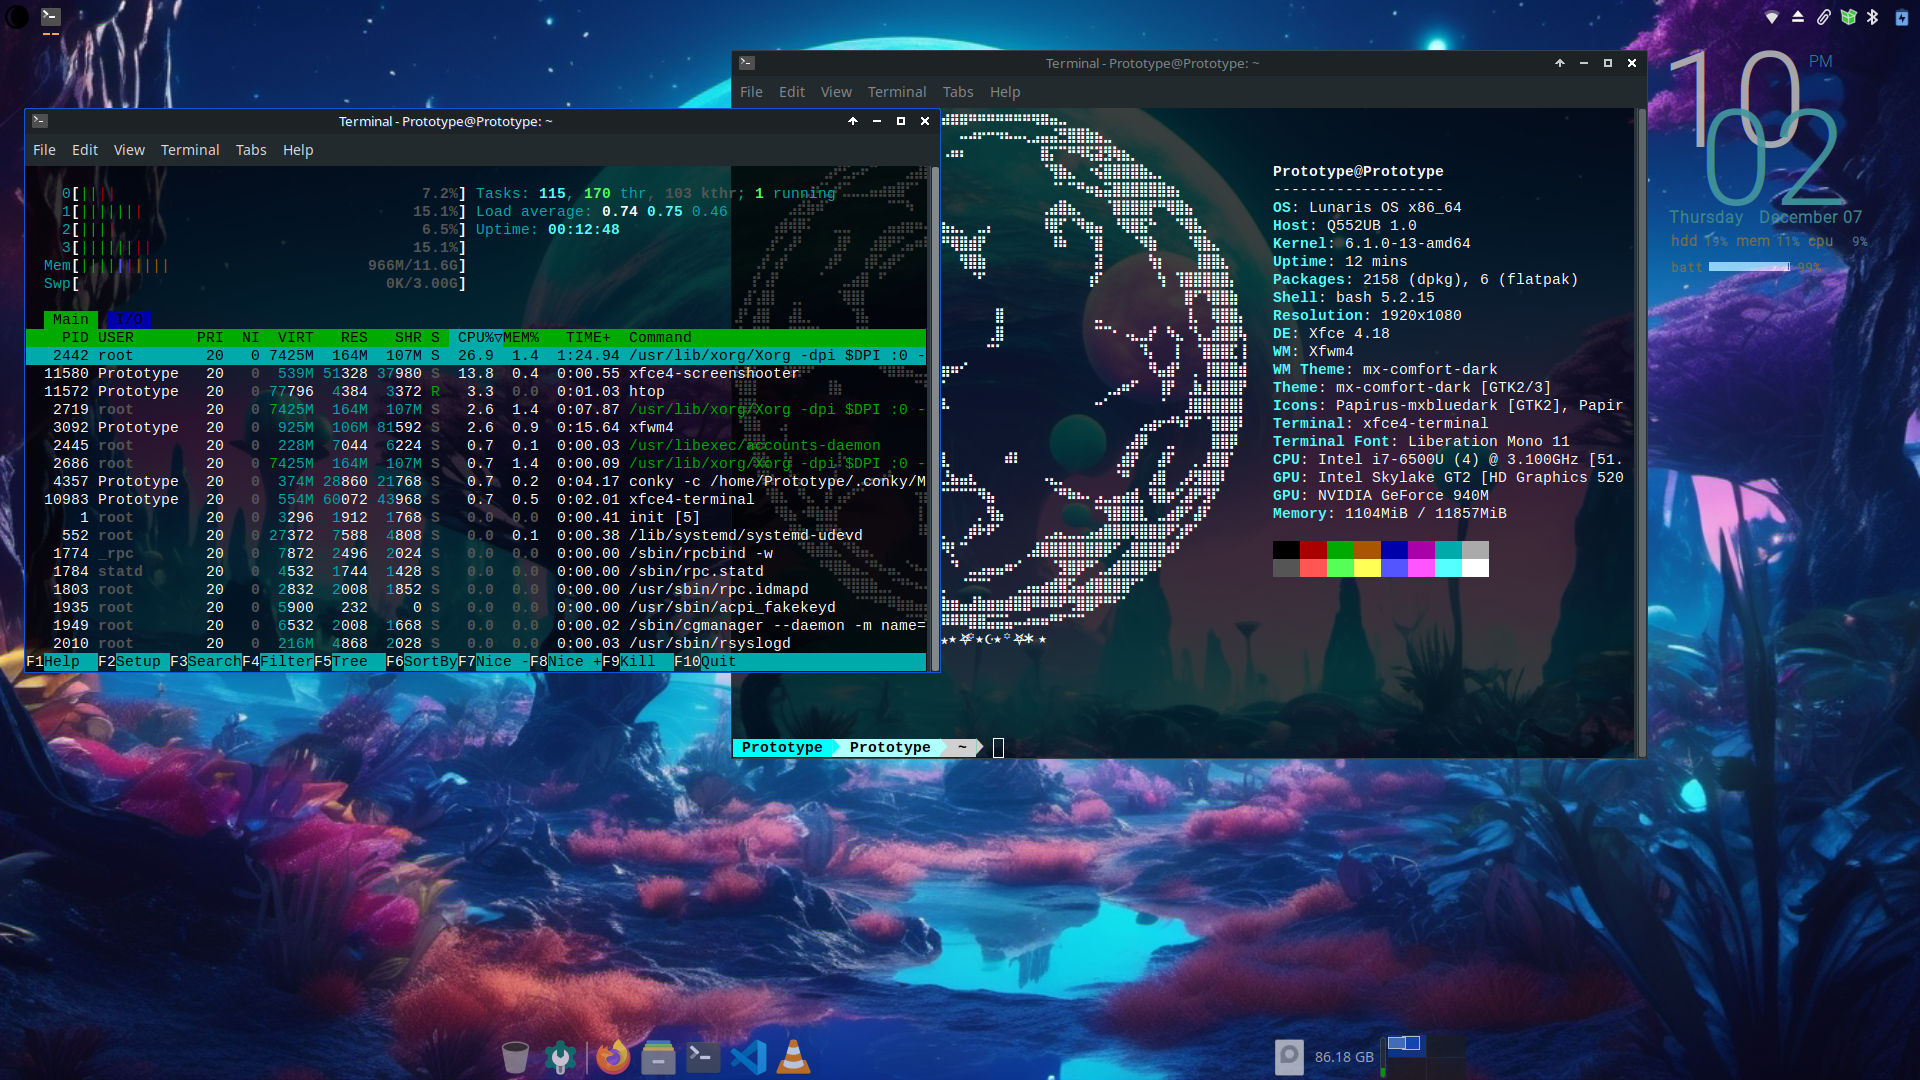 Terminal - Prototype@Prototype: ~
File Edit View Terminal Tabs Help
Terminal - Prototype@Prototype: ~
File Edit View Terminal Tabs Help
0[|||| 7.2%] Tasks: 115, 170 thr, 103 kthr; 1 running
1[||||||| 15.1%] Load average: 0.74 0.75 0.46
2[||| 6.5%] Uptime: 00:12:48
3[|||||||| 15.1%]
Mem[|||||||||| 966M/11.6G]
Swp[ 0K/3.00G]
Main I/O
PID USER PRI NI VIRT RES SHR S CPU%▽MEM% TIME+ Command
2442 root 20 0 7425M 164M 107M S 26.9 1.4 1:24.94 /usr/lib/xorg/Xorg -dpi $DPI :0 -
11580 Prototype 20 0 539M 51328 37980 S 13.8 0.4 0:00.55 xfce4-screenshooter
11572 Prototype 20 0 77796 4384 3372 R 3.3 0.0 0:01.03 htop
2719 root 20 0 7425M 164M 107M S 2.6 1.4 0:07.87 /usr/lib/xorg/Xorg -dpi $DPI :0 -
3092 Prototype 20 0 925M 106M 81592 S 2.6 0.9 0:15.64 xfwm4
2445 root 20 0 228M 7044 6224 S 0.7 0.1 0:00.03 /usr/libexec/accounts-daemon
2686 root 20 0 7425M 164M 107M S 0.7 1.4 0:00.09 /usr/lib/xorg/Xorg -dpi $DPI :0 -
4357 Prototype 20 0 374M 28860 21768 S 0.7 0.2 0:04.17 conky -c /home/Prototype/.conky/M
10983 Prototype 20 0 554M 60072 43968 S 0.7 0.5 0:02.01 xfce4-terminal
1 root 20 0 3296 1912 1768 S 0.0 0.0 0:00.41 init [5]
552 root 20 0 27372 7588 4808 S 0.0 0.1 0:00.38 /lib/systemd/systemd-udevd
1774 _rpc 20 0 7872 2496 2024 S 0.0 0.0 0:00.00 /sbin/rpcbind -w
1784 statd 20 0 4532 1744 1428 S 0.0 0.0 0:00.00 /sbin/rpc.statd
1803 root 20 0 2832 2008 1852 S 0.0 0.0 0:00.00 /usr/sbin/rpc.idmapd
1935 root 20 0 5900 232 0 S 0.0 0.0 0:00.00 /usr/sbin/acpi_fakekeyd
1949 root 20 0 6532 2008 1668 S 0.0 0.0 0:00.02 /sbin/cgmanager --daemon -m name=
2010 root 20 0 216M 4868 2028 S 0.0 0.0 0:00.03 /usr/sbin/rsyslogd
F1Help F2Setup F3SearchF4FilterF5Tree F6SortByF7Nice -F8Nice +F9Kill F10Quit
Prototype@Prototype
-------------------
OS: Lunaris OS x86_64
Host: Q552UB 1.0
Kernel: 6.1.0-13-amd64
Uptime: 12 mins
Packages: 2158 (dpkg), 6 (flatpak)
Shell: bash 5.2.15
Resolution: 1920x1080
DE: Xfce 4.18
WM: Xfwm4
WM Theme: mx-comfort-dark
Theme: mx-comfort-dark [GTK2/3]
Icons: Papirus-mxbluedark [GTK2], Papir
Terminal: xfce4-terminal
Terminal Font: Liberation Mono 11
CPU: Intel i7-6500U (4) @ 3.100GHz [51.
GPU: Intel Skylake GT2 [HD Graphics 520
GPU: NVIDIA GeForce 940M
Memory: 1104MiB / 11857MiB
Prototype Prototype ~
10 PM
02
Thursday December 07
hdd 19% mem 11% cpu 9%
batt 99%
86.18 GB